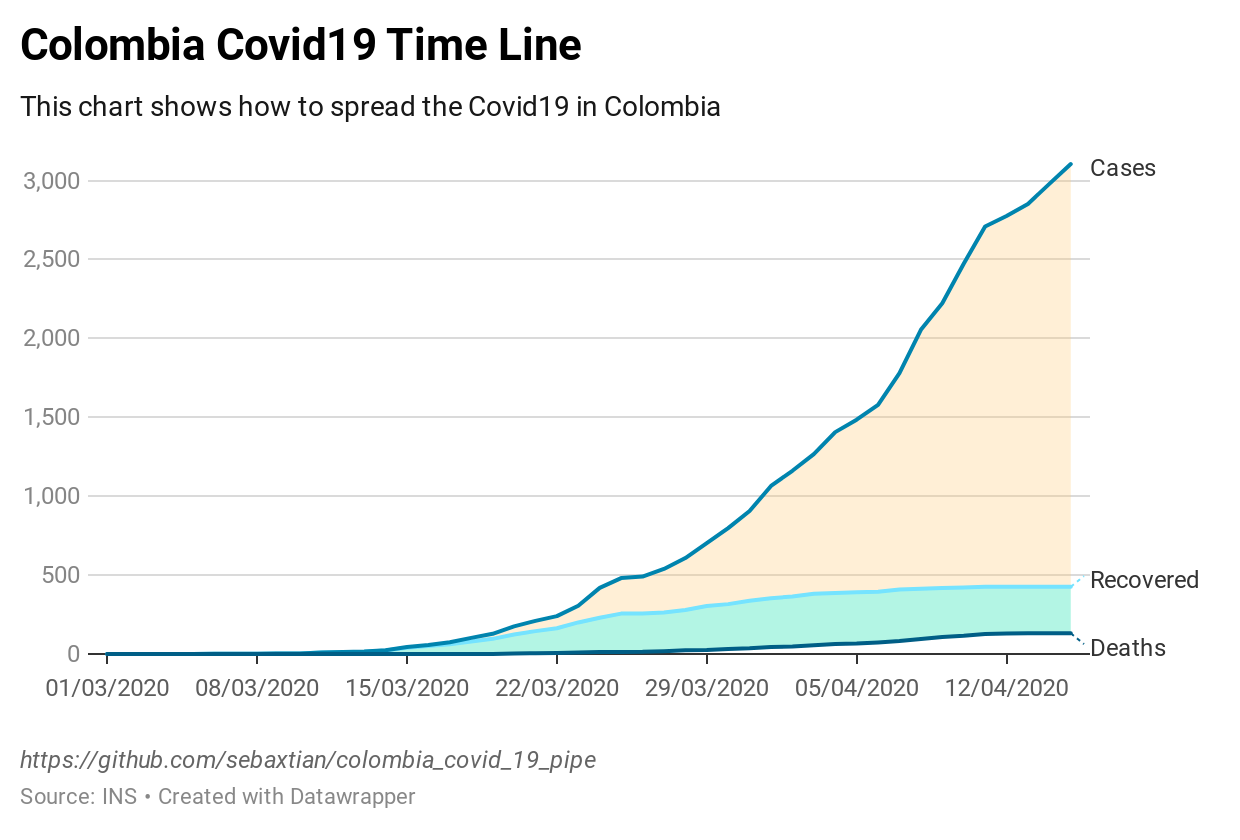 Colombia Covid19 Time Line
This chart shows how to spread the Covid19 in Colombia
Cases
3,000
2,500
2,000
1,500
1,000
500
Recovered
0
Deaths
01/03/2020 08/03/2020 15/03/2020 22/03/2020 29/03/2020 05/04/2020 12/04/2020
https://github.com/sebaxtian/colombia_covid_19_pipe
Source: INS • Created with Datawrapper